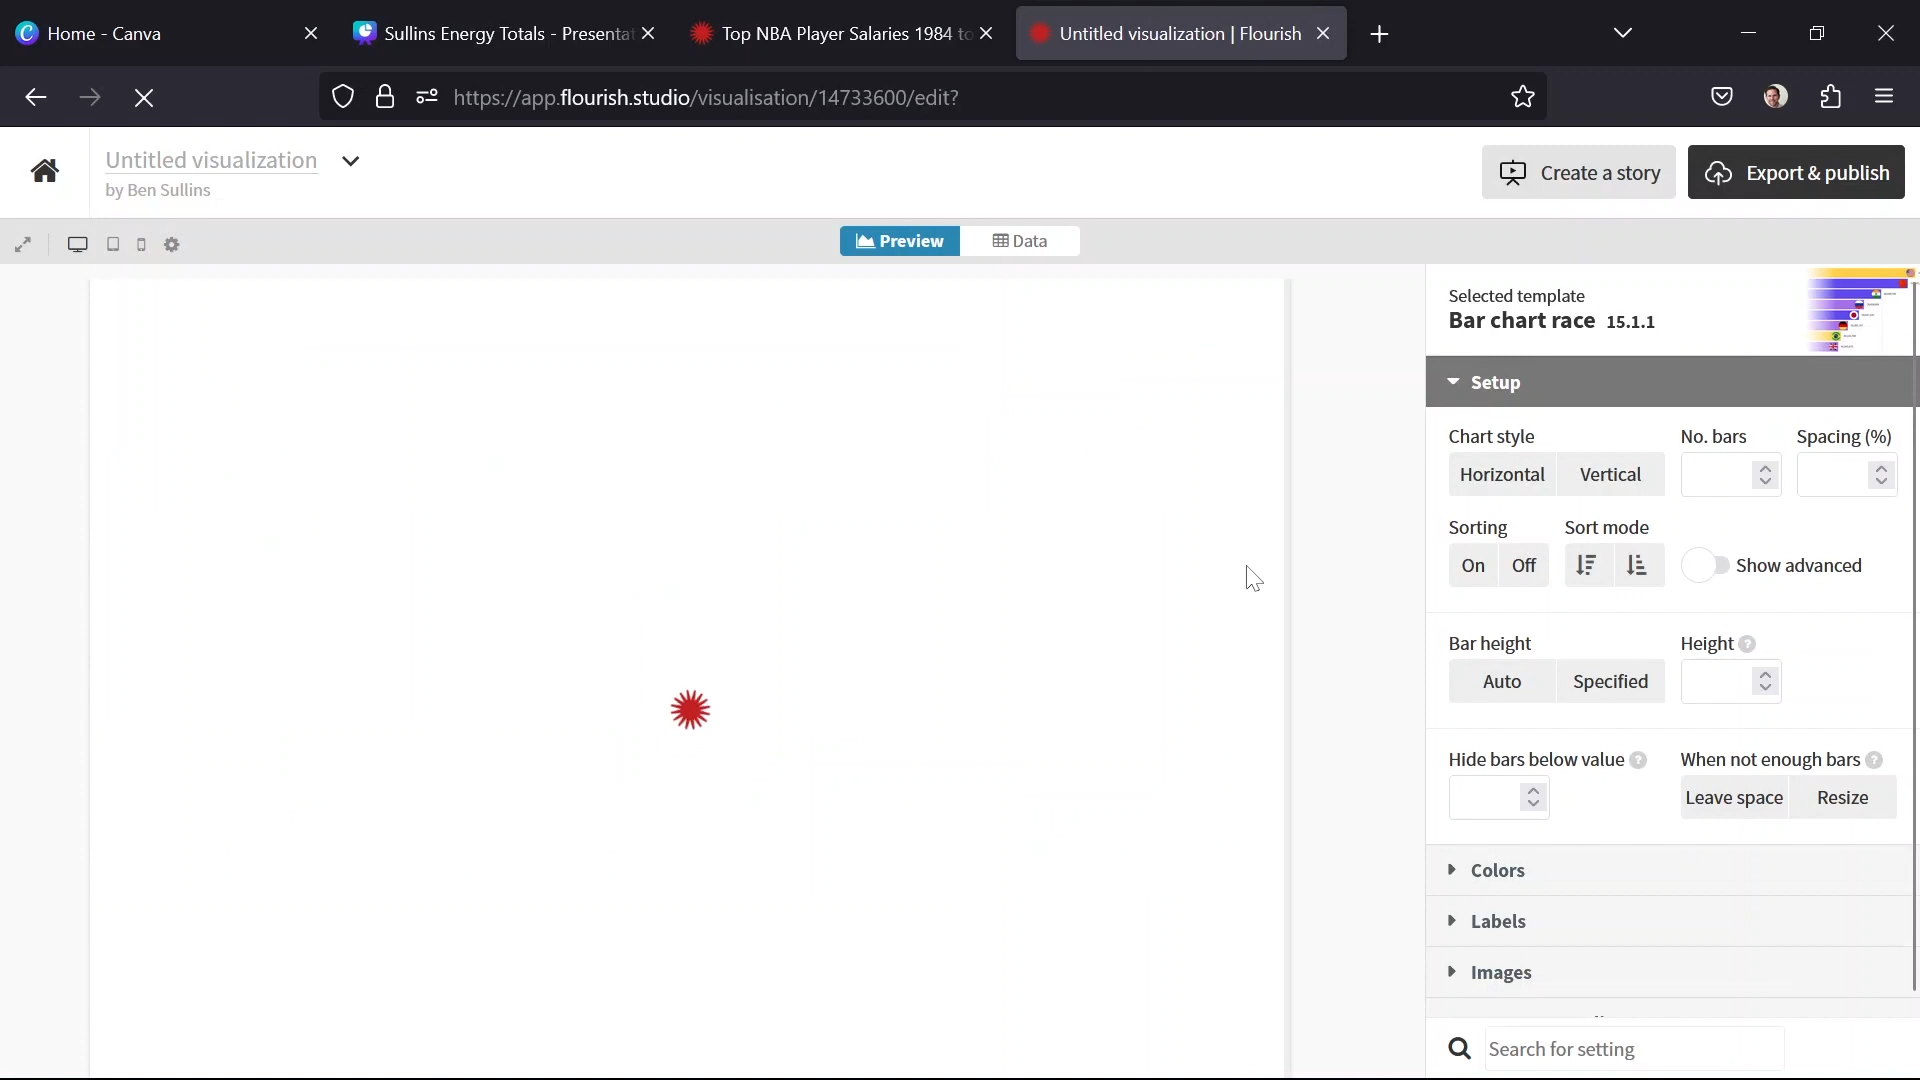 Home - Canva
Sullins Energy Totals - Presentat
Top NBA Player Salaries 1984 to
Untitled visualization | Flourish
https://app.flourish.studio/visualisation/14733600/edit?
Untitled visualization
by Ben Sullins
Create a story
Export & publish
Preview
Data
Selected template
Bar chart race 15.1.1
Setup
Chart style
No. bars
Spacing (%)
Horizontal
Vertical
Sorting
Sort mode
On
Off
Show advanced
Bar height
Height
Auto
Specified
Hide bars below value
When not enough bars
Leave space
Resize
Colors
Labels
Images
Search for setting